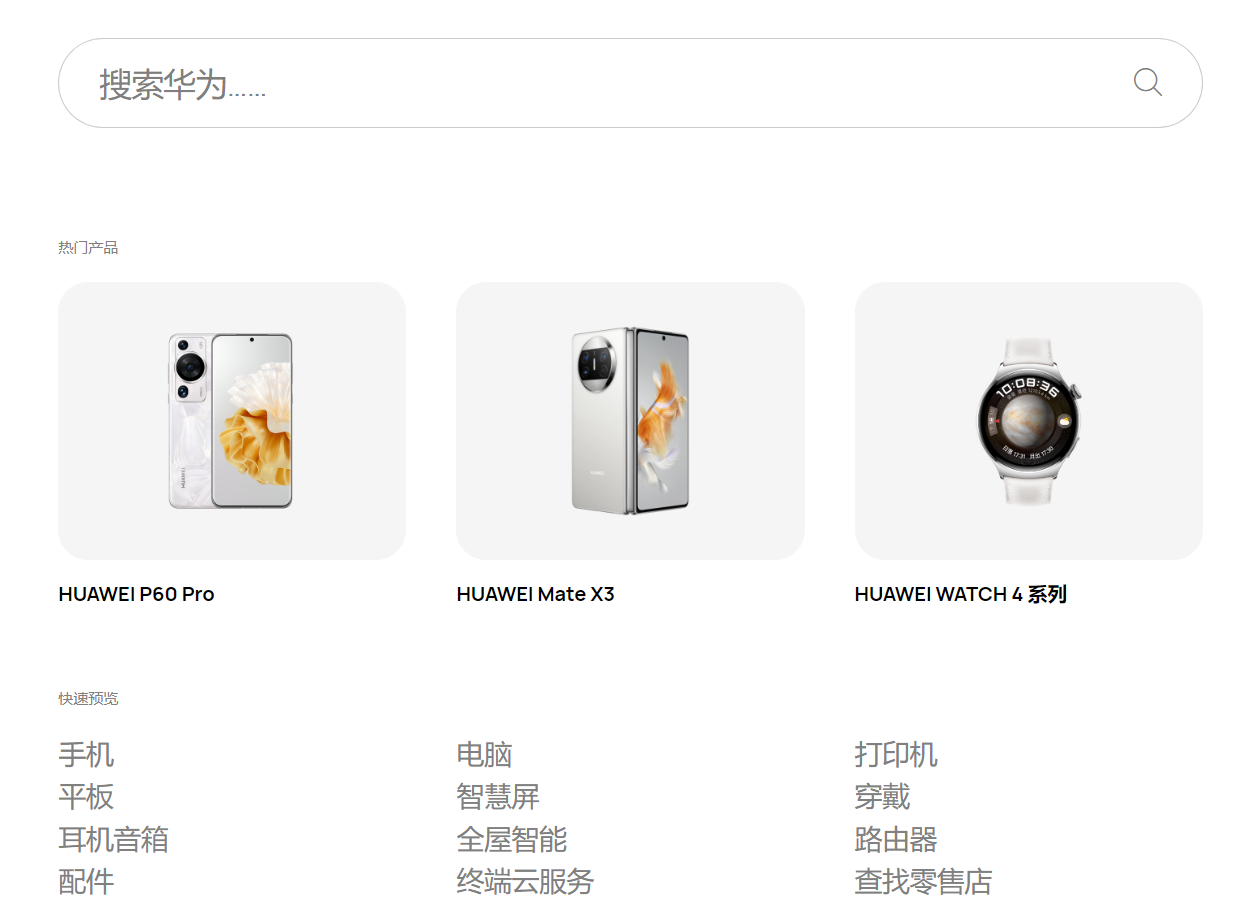 搜索华为……
热门产品
10:08:36
HUAWEI P60 Pro
HUAWEI Mate X3
HUAWEI WATCH 4 系列
快速预览
手机
电脑
打印机
平板
智慧屏
穿戴
耳机音箱
全屋智能
路由器
配件
终端云服务
查找零售店